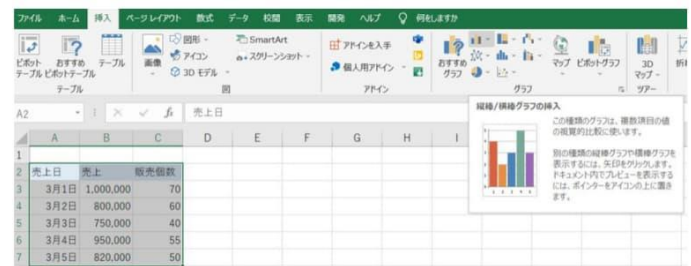 ファイル ホーム 挿入 ページ レイアウト 数式 データ 校閲 表示 開発 ヘルプ 何をしますか
ピボットテーブル おすすめピボットテーブル テーブル
テーブル
画像 図形 アイコン 3D モデル SmartArt スクリーンショット
図
アドインを入手 個人用アドイン
アドイン
おすすめグラフ マップ ピボットグラフ
グラフ
3Dマップ
ツアー
A2 fx 売上日
A B C D E F G H I
1
2 売上日 売上 販売個数
3 3月1日 1,000,000 70
4 3月2日 800,000 60
5 3月3日 750,000 40
6 3月4日 950,000 55
7 3月5日 820,000 50
縦棒/横棒グラフの挿入
この種類のグラフは、複数項目の値
の視覚的比較に使います。
別の種類の縦棒グラフや横棒グラフを
表示するには、矢印をクリックします。
ドキュメント内でプレビューを表示する
には、ポインターをアイコンの上に置き
ます。